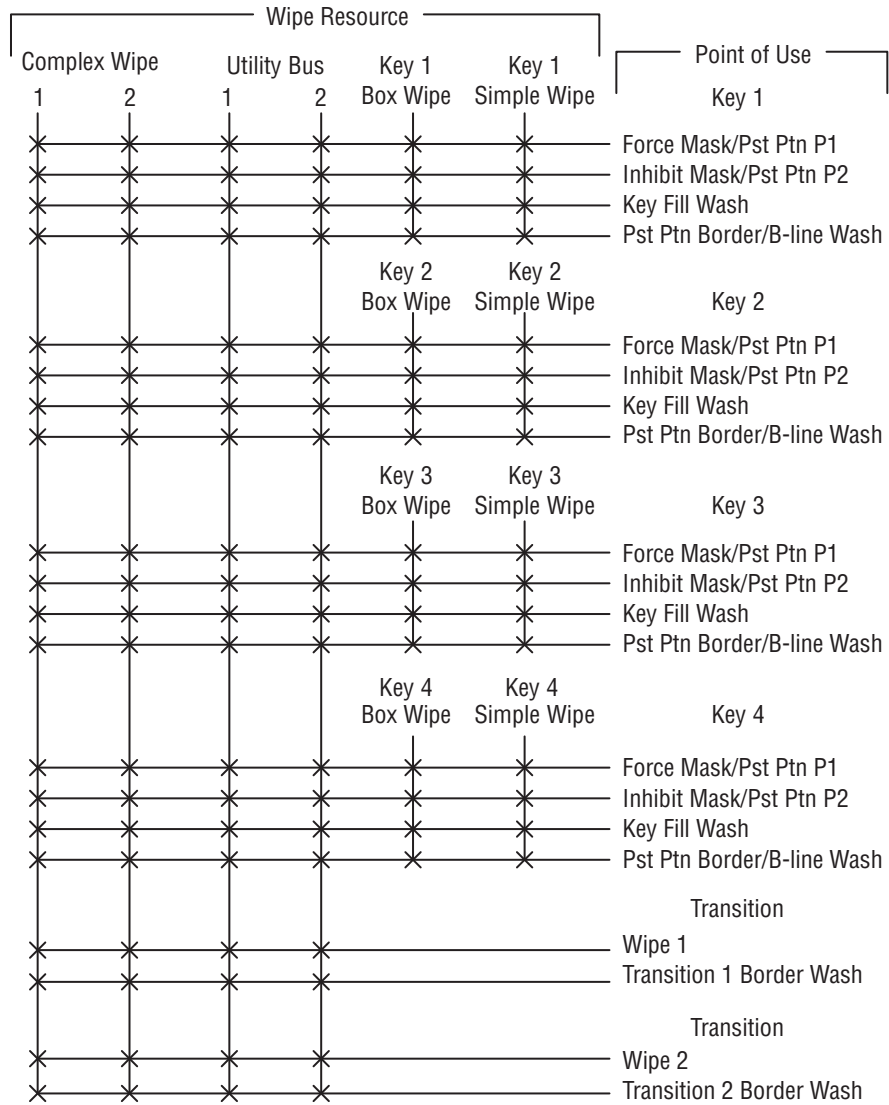 Wipe Resource
Complex Wipe
Utility Bus
Key 1
Key 1
Point of Use
1
2
1
2
Box Wipe
Simple Wipe
Key 1
Force Mask/Pst Ptn P1
Inhibit Mask/Pst Ptn P2
Key Fill Wash
Pst Ptn Border/B-line Wash
Key 2
Key 2
Box Wipe
Simple Wipe
Key 2
Force Mask/Pst Ptn P1
Inhibit Mask/Pst Ptn P2
Key Fill Wash
Pst Ptn Border/B-line Wash
Key 3
Key 3
Box Wipe
Simple Wipe
Key 3
Force Mask/Pst Ptn P1
Inhibit Mask/Pst Ptn P2
Key Fill Wash
Pst Ptn Border/B-line Wash
Key 4
Key 4
Box Wipe
Simple Wipe
Key 4
Force Mask/Pst Ptn P1
Inhibit Mask/Pst Ptn P2
Key Fill Wash
Pst Ptn Border/B-line Wash
Transition
Wipe 1
Transition 1 Border Wash
Transition
Wipe 2
Transition 2 Border Wash